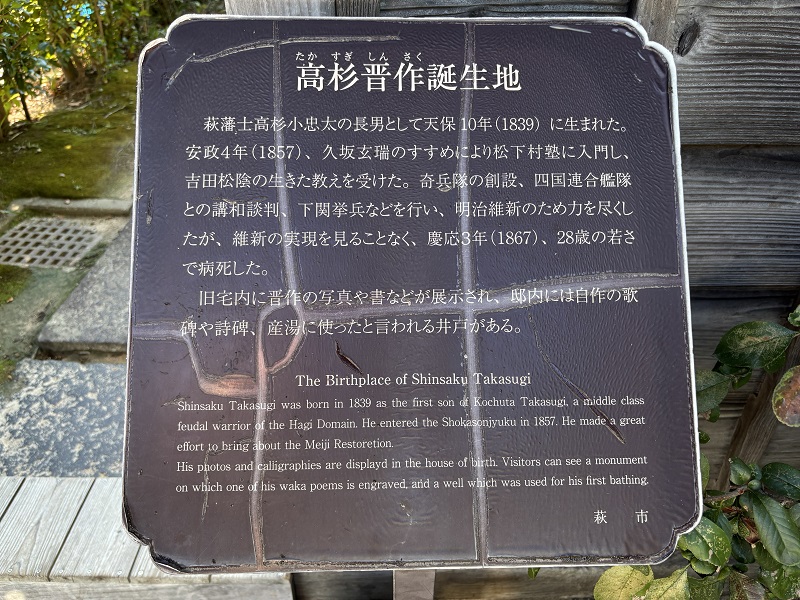 たか すぎ しん さく
高杉晋作誕生地
萩藩士高杉小忠太の長男として天保10年(1839)に生まれた。
安政4年(1857)、久坂玄瑞のすすめにより松下村塾に入門し、
吉田松陰の生きた教えを受けた。奇兵隊の創設、四国連合艦隊
との講和談判、下関挙兵などを行い、明治維新のため力を尽くし
たが、維新の実現を見ることなく、慶応3年(1867)、28歳の若さ
で病死した。
旧宅内に晋作の写真や書などが展示され、邸内には自作の歌
碑や詩碑、産湯に使ったと言われる井戸がある。
The Birthplace of Shinsaku Takasugi
Shinsaku Takasugi was born in 1839 as the first son of Kochuta Takasugi, a middle class
feudal warrior of the Hagi Domain. He entered the Shokasonjyuku in 1857. He made a great
effort to bring about the Meiji Restoretion.
His photos and calligraphies are displayd in the house of birth. Visitors can see a monument
on which one of his waka poems is engraved, and a well which was used for his first bathing.
萩 市